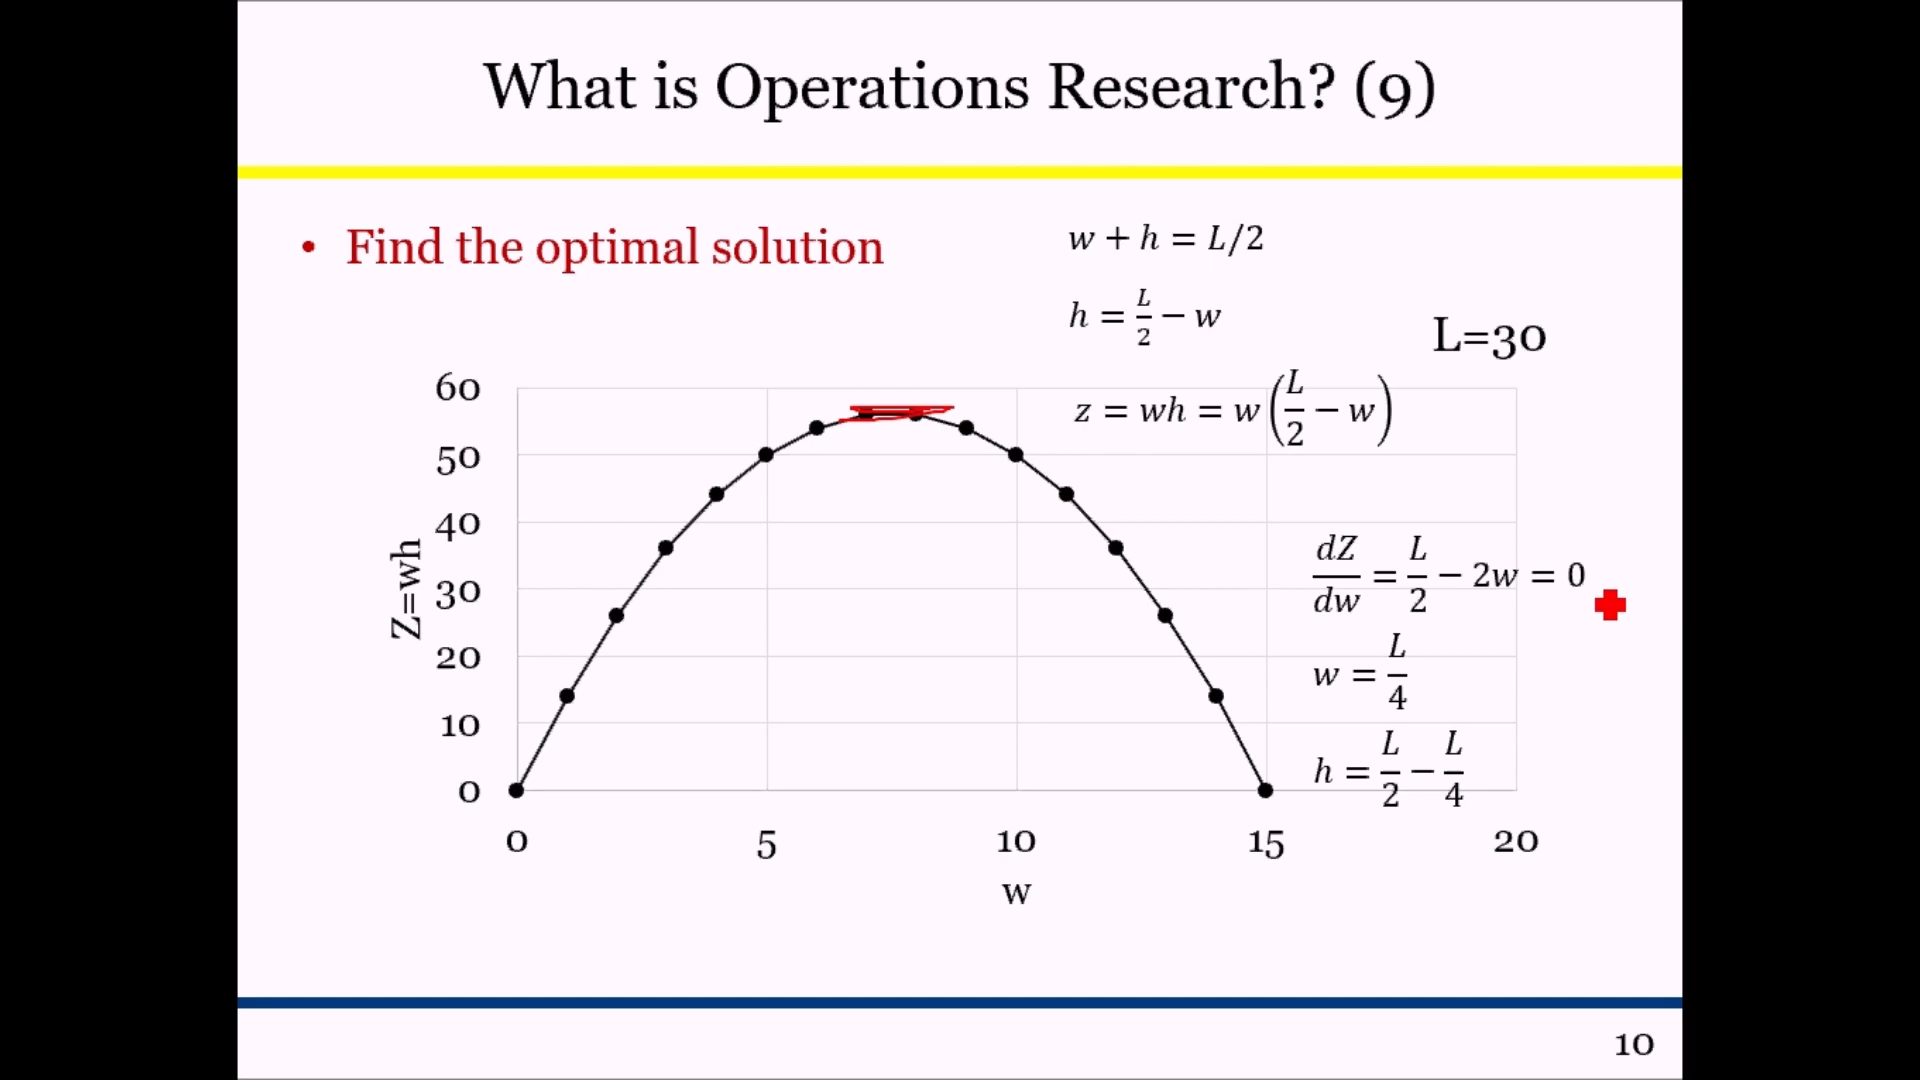 What is Operations Research? (9)
• Find the optimal solution
w + h = L/2
h = L/2 − w
L=30
z = wh = w(L/2 − w)
dZ/dw = L/2 − 2w = 0
w = L/4
h = L/2 − L/4
Z=wh
60
50
40
30
20
10
0
0 5 10 15 20
w
10